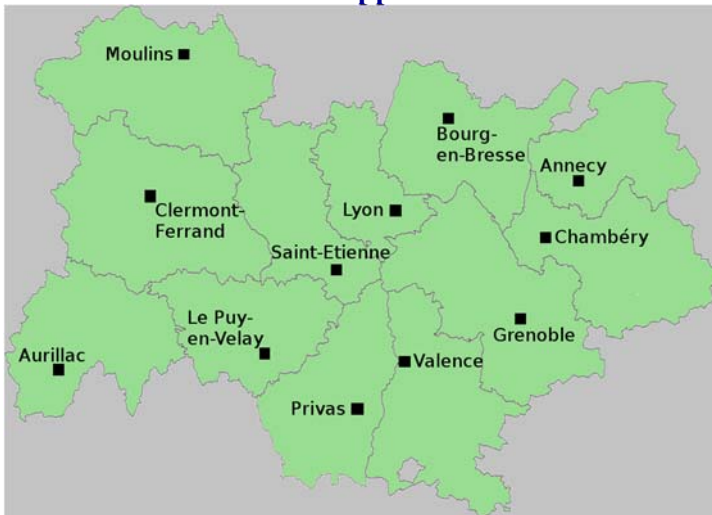 Moulins
Bourg-
en-Bresse
Annecy
Clermont-
Ferrand
Lyon
Chambéry
Saint-Etienne
Le Puy-
en-Velay
Grenoble
Aurillac
Valence
Privas